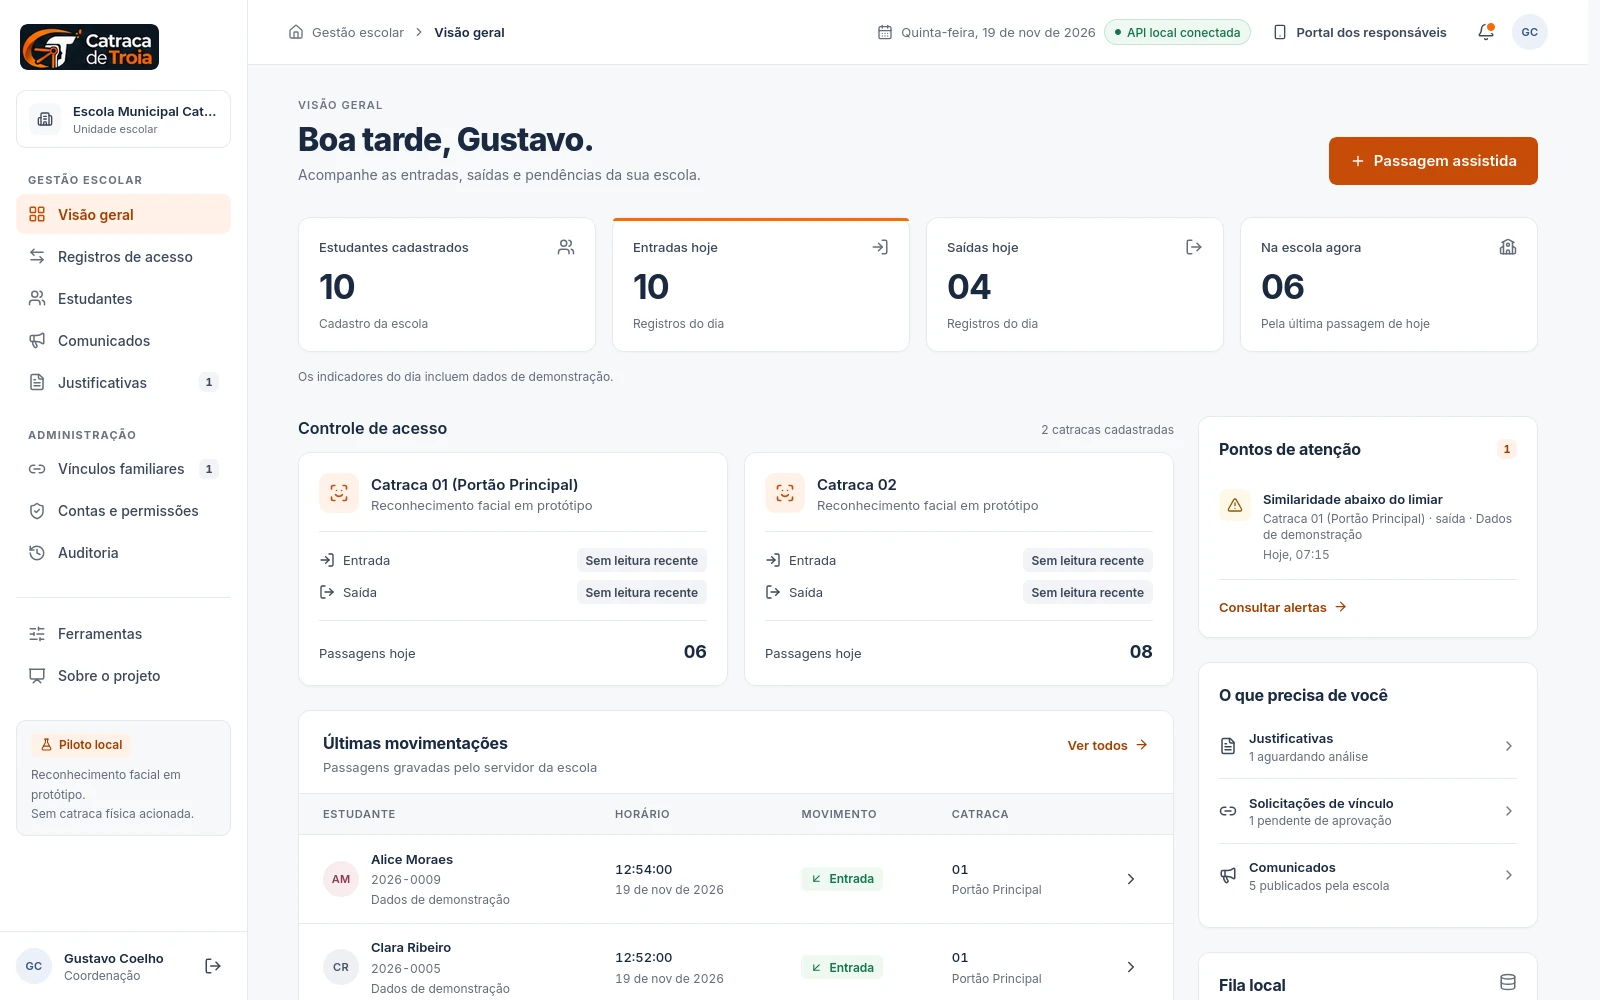 Catraca
de Troia
Escola Municipal Cat...
Unidade escolar
GESTÃO ESCOLAR
Visão geral
Registros de acesso
Estudantes
Comunicados
Justificativas 1
ADMINISTRAÇÃO
Vínculos familiares 1
Contas e permissões
Auditoria
Ferramentas
Sobre o projeto
Piloto local
Reconhecimento facial em
protótipo.
Sem catraca física acionada.
GC
Gustavo Coelho
Coordenação
Gestão escolar > Visão geral
Quinta-feira, 19 de nov de 2026
API local conectada
Portal dos responsáveis
GC
VISÃO GERAL
Boa tarde, Gustavo.
Acompanhe as entradas, saídas e pendências da sua escola.
+ Passagem assistida
Estudantes cadastrados
10
Cadastro da escola
Entradas hoje
10
Registros do dia
Saídas hoje
04
Registros do dia
Na escola agora
06
Pela última passagem de hoje
Os indicadores do dia incluem dados de demonstração.
Controle de acesso
2 catracas cadastradas
Catraca 01 (Portão Principal)
Reconhecimento facial em protótipo
Entrada Sem leitura recente
Saída Sem leitura recente
Passagens hoje 06
Catraca 02
Reconhecimento facial em protótipo
Entrada Sem leitura recente
Saída Sem leitura recente
Passagens hoje 08
Últimas movimentações
Passagens gravadas pelo servidor da escola
Ver todos →
ESTUDANTE HORÁRIO MOVIMENTO CATRACA
AM
Alice Moraes
2026-0009
Dados de demonstração
12:54:00
19 de nov de 2026
Entrada
01
Portão Principal
CR
Clara Ribeiro
2026-0005
Dados de demonstração
12:52:00
19 de nov de 2026
Entrada
01
Portão Principal
Pontos de atenção 1
Similaridade abaixo do limiar
Catraca 01 (Portão Principal) · saída · Dados
de demonstração
Hoje, 07:15
Consultar alertas →
O que precisa de você
Justificativas
1 aguardando análise
Solicitações de vínculo
1 pendente de aprovação
Comunicados
5 publicados pela escola
Fila local